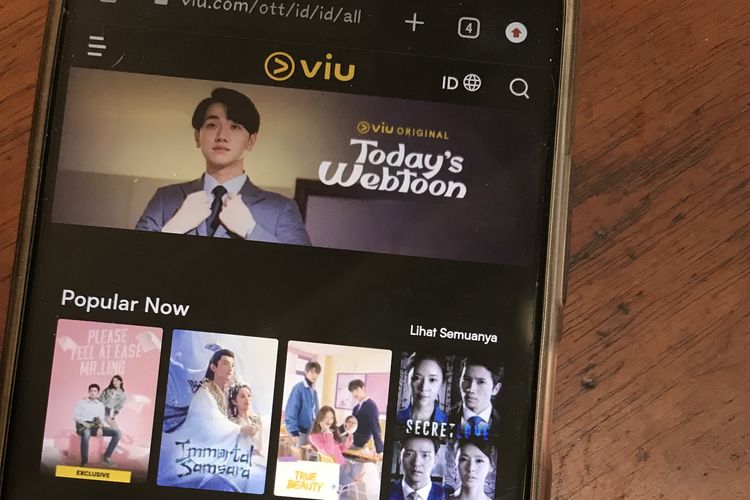 viu.com/ott/id/id/all
4
viu
ID
viu ORIGINAL
Today's
Webtoon
Popular Now
Lihat Semuanya
PLEASE
FEEL AT EASE
MR.LING
EXCLUSIVE
Immortal
Samsara
TRUE
BEAUTY
SECRET LOVE